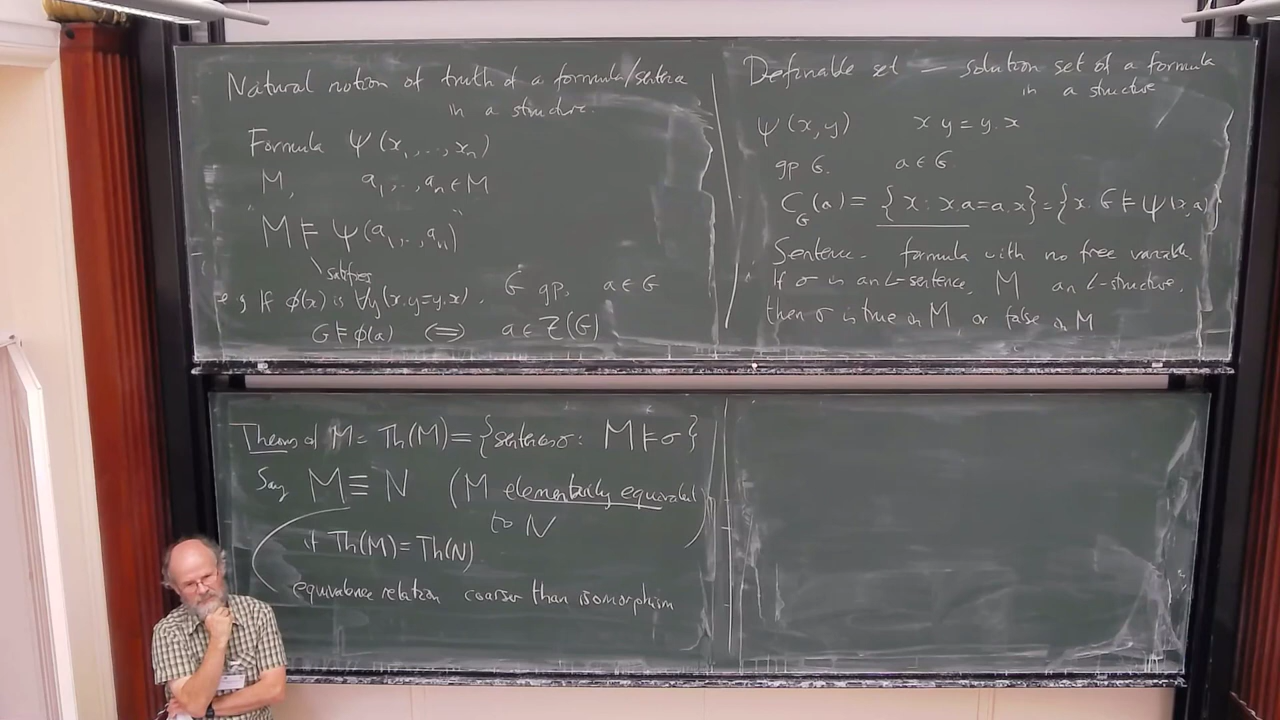 Natural notion of truth of a formula/sentence
in a structure.
Formula ψ(x₁,...,xₙ)
M, a₁,...,aₙ ∈ M
"M ⊨ ψ(a₁,..,aₙ)"
satisfies
e.g. If ϕ(x) is ∀y(x.y=y.x). G gp, a ∈ G
G ⊨ ϕ(a) ⟺ a ∈ Z(G)
Definable set — solution set of a formula
in a structure
ψ(x,y) x y = y.x
gp G. a ∈ G.
C_G(a) = {x: x.a=a.x} = {x: G ⊨ ψ(x,a)}
Sentence - formula with no free variable
If σ is an L-sentence, M an L-structure,
then σ is true in M, or false in M
Theory of M = Th(M) = {sentences σ: M ⊨ σ}
Say M ≡ N (M elementarily equivalent
to N)
if Th(M) = Th(N)
equivalence relation coarser than isomorphism